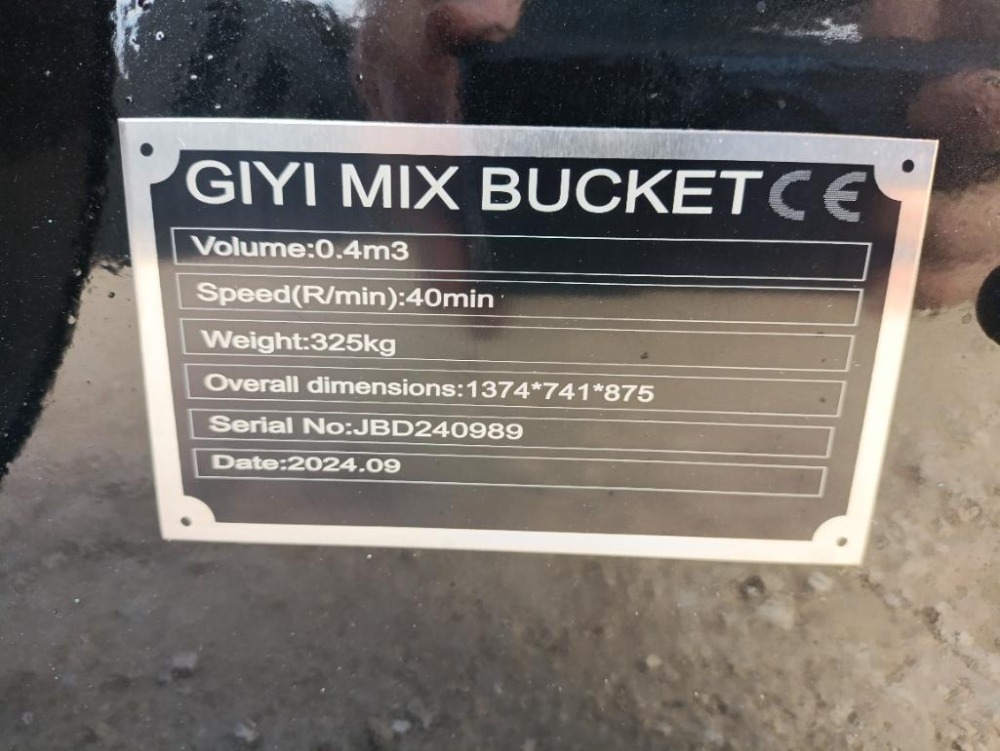 GIYI MIX BUCKET CE
Volume:0.4m3
Speed(R/min):40min
Weight:325kg
Overall dimensions:1374*741*875
Serial No:JBD240989
Date:2024.09